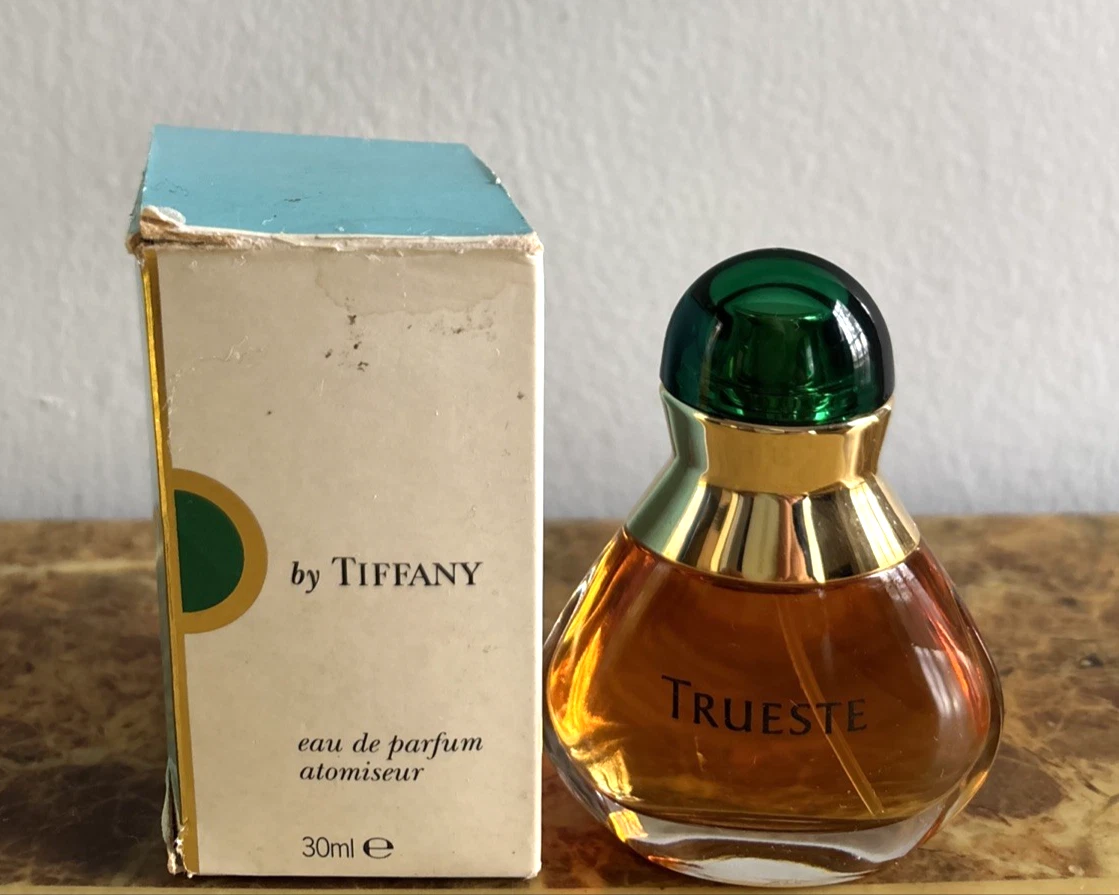 by TIFFANY
eau de parfum
atomiseur
30ml ℮
TRUESTE